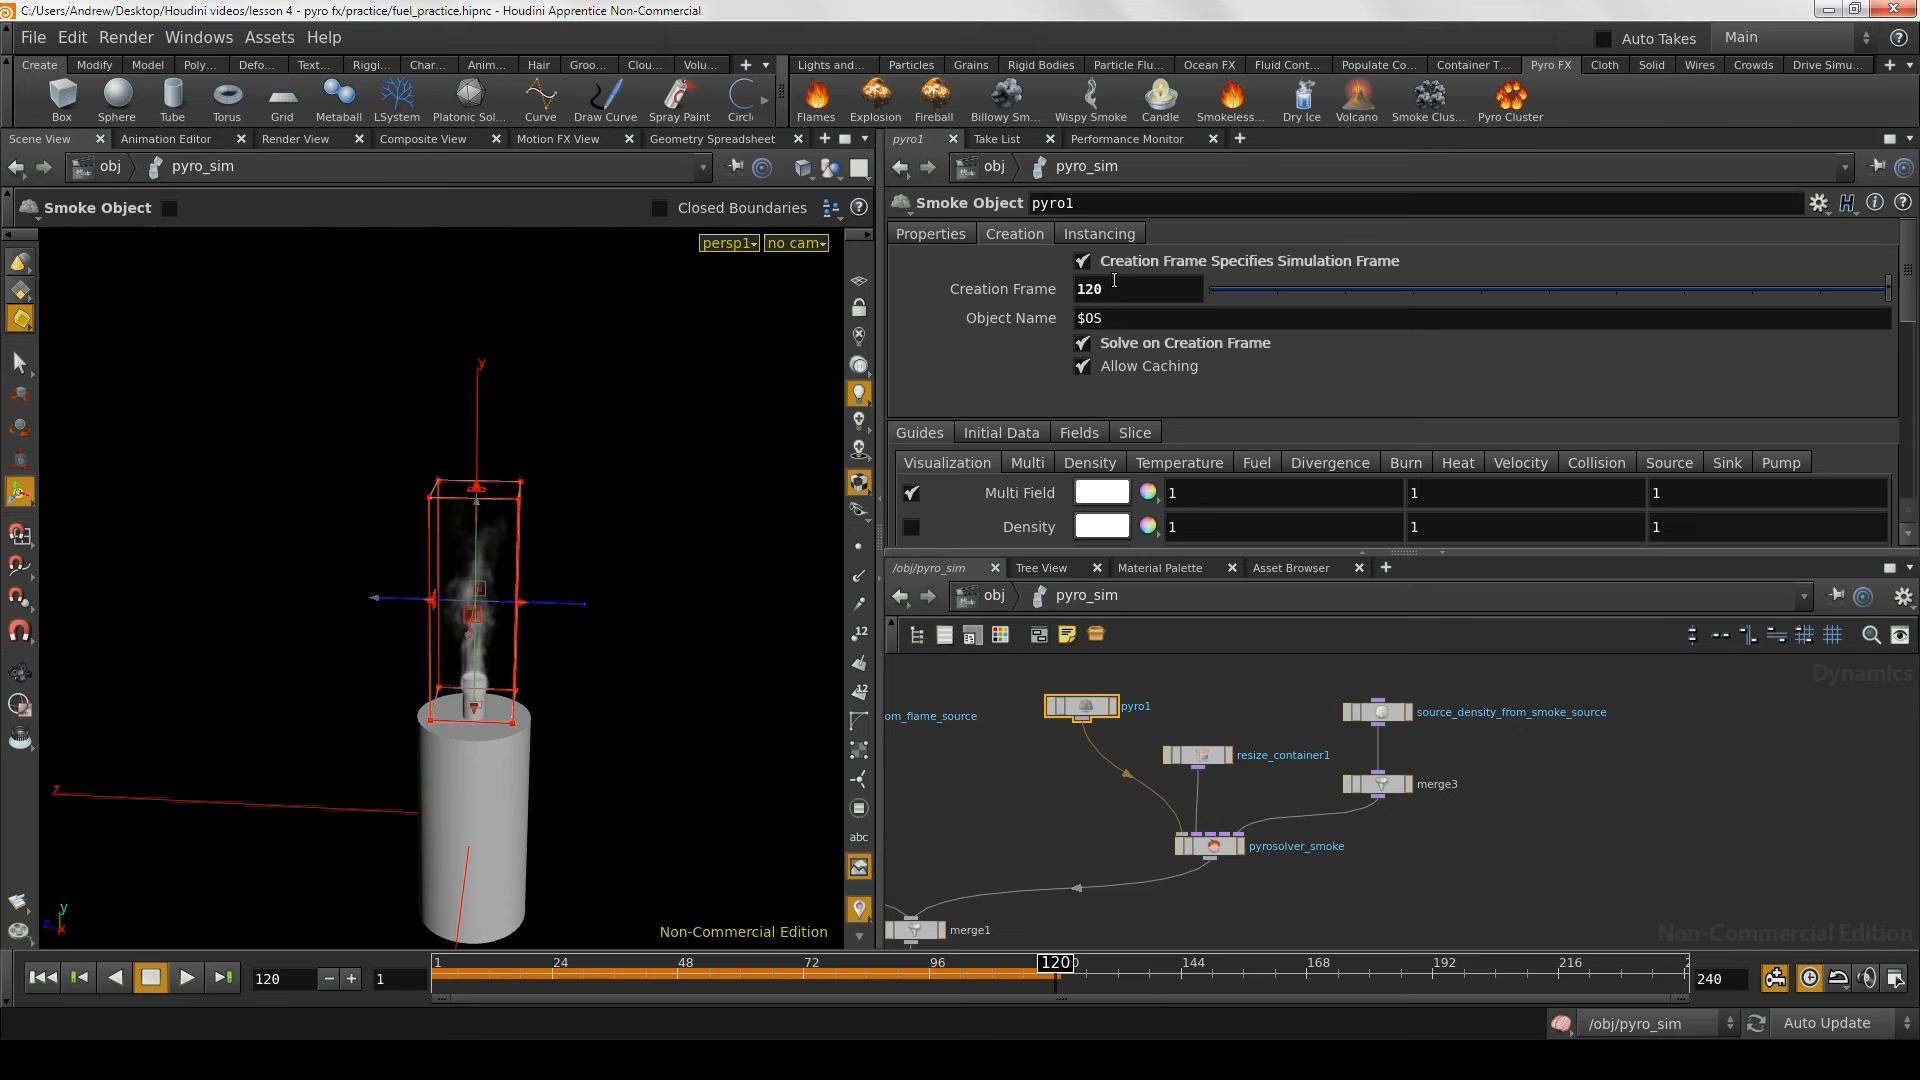 C:/Users/Andrew/Desktop/Houdini videos/lesson 4 - pyro fx/practice/fuel_practice.hipnc - Houdini Apprentice Non-Commercial
File Edit Render Windows Assets Help
Auto Takes Main
Create Modify Model Poly... Defo... Text... Riggi... Char... Anim... Hair Groo... Clou... Volu...
Lights and... Particles Grains Rigid Bodies Particle Flu... Ocean FX Fluid Cont... Populate Co... Container T... Pyro FX Cloth Solid Wires Crowds Drive Simu...
Box Sphere Tube Torus Grid Metaball LSystem Platonic Sol... Curve Draw Curve Spray Paint Circl
Flames Explosion Fireball Billowy Sm... Wispy Smoke Candle Smokeless... Dry Ice Volcano Smoke Clus... Pyro Cluster
Scene View Animation Editor Render View Composite View Motion FX View Geometry Spreadsheet
pyro1 Take List Performance Monitor
obj pyro_sim
obj pyro_sim
Smoke Object Closed Boundaries
Smoke Object pyro1
persp1 no cam
Properties Creation Instancing
Creation Frame Specifies Simulation Frame
Creation Frame 120
Object Name $OS
Solve on Creation Frame
Allow Caching
Guides Initial Data Fields Slice
Visualization Multi Density Temperature Fuel Divergence Burn Heat Velocity Collision Source Sink Pump
Multi Field 1 1 1
Density 1 1 1
y
z
12
12
abc
y
z x
Non-Commercial Edition
/obj/pyro_sim Tree View Material Palette Asset Browser
obj pyro_sim
Dynamics
om_flame_source
pyro1
source_density_from_smoke_source
resize_container1
merge3
pyrosolver_smoke
merge1
Non-Commercial Edition
120 1
1 24 48 72 96 120 144 168 192 216 2
240
/obj/pyro_sim Auto Update